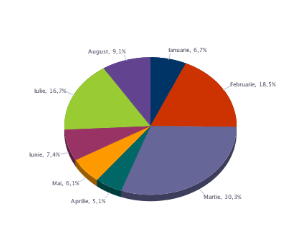 Ianuarie, 6,7%
August, 9,1%
Februarie, 18,5%
Iulie, 16,7%
Iunie, 7,4%
Mai, 6,1%
Aprilie, 5,1%
Martie, 30,3%